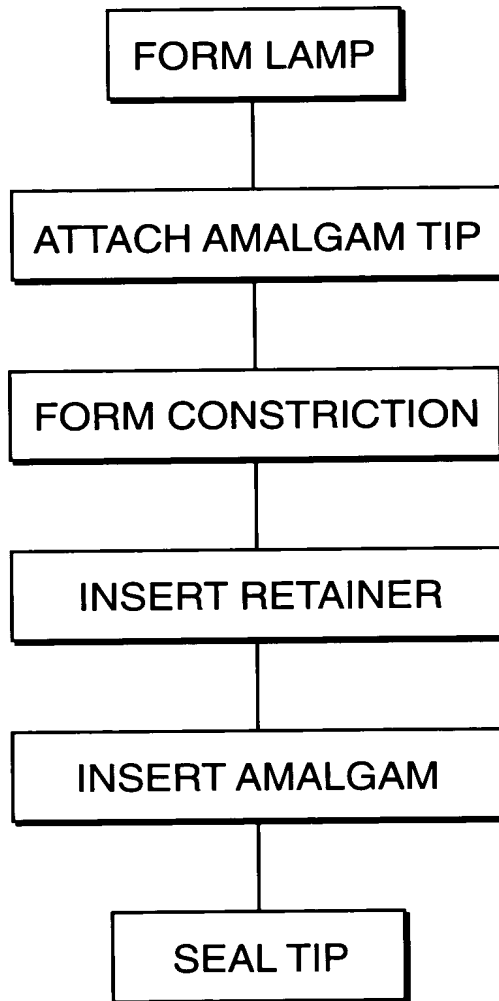 FORM LAMP
ATTACH AMALGAM TIP
FORM CONSTRICTION
INSERT RETAINER
INSERT AMALGAM
SEAL TIP